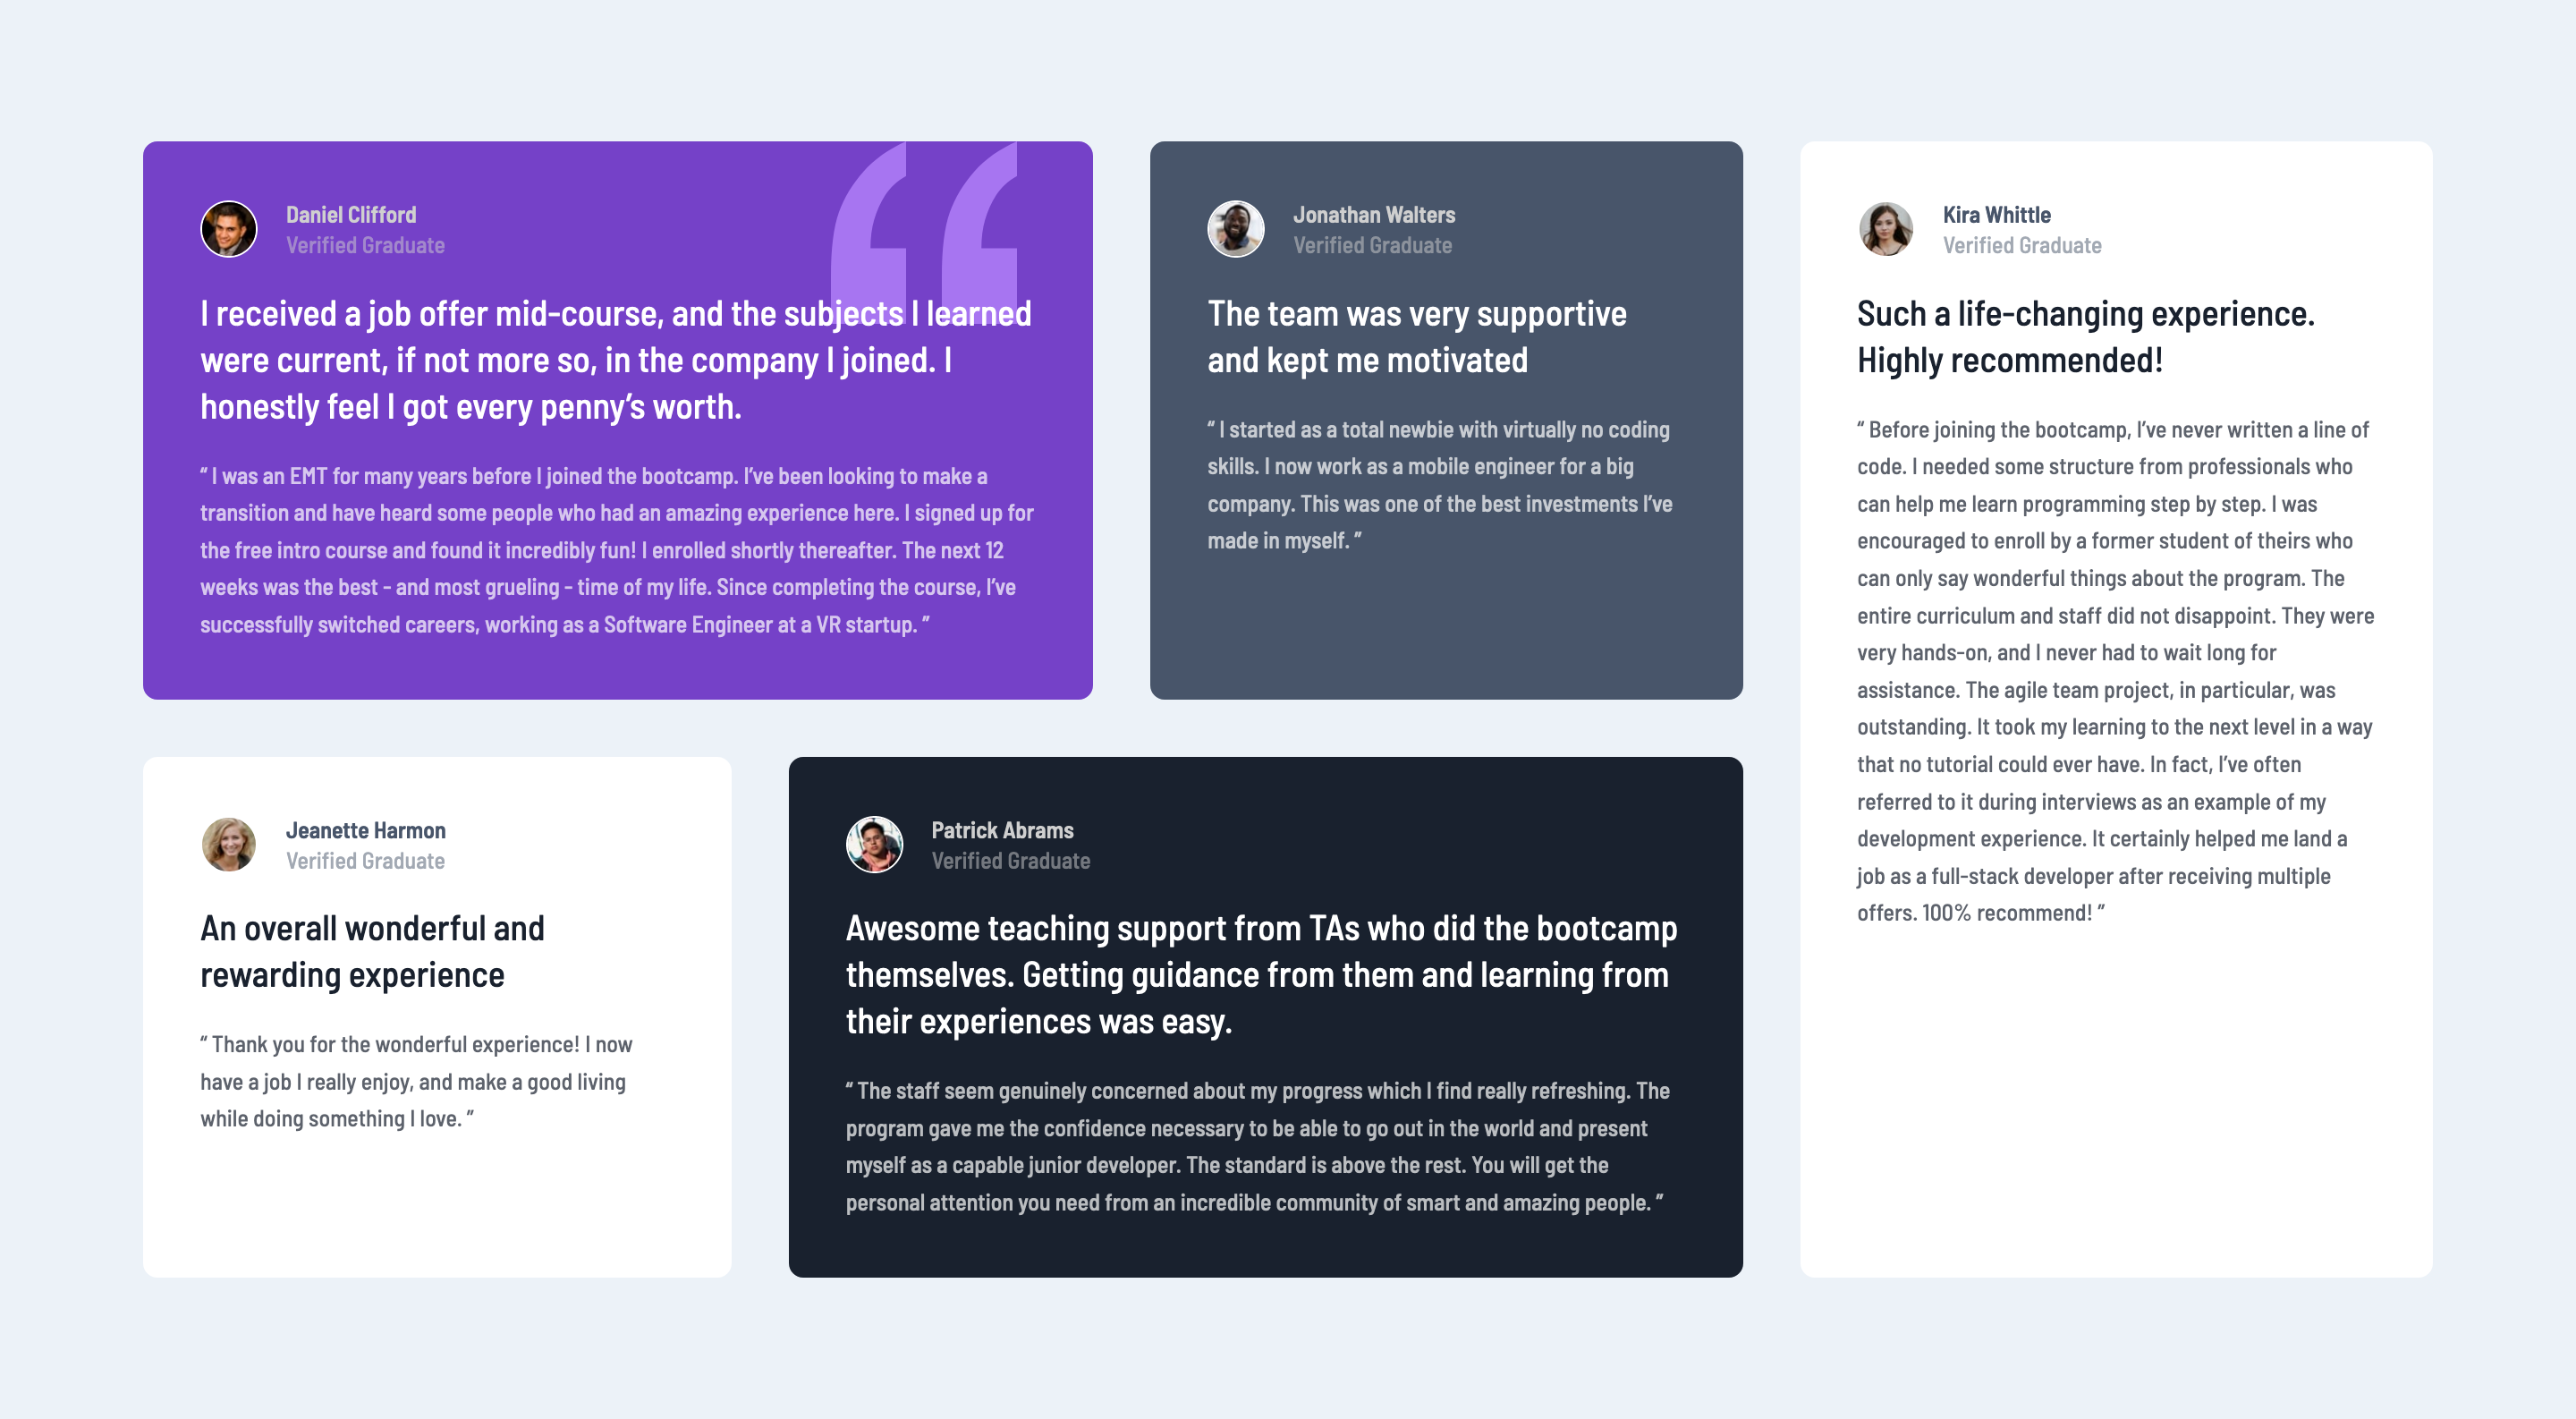 Daniel Clifford
Verified Graduate
I received a job offer mid-course, and the subjects I learned
were current, if not more so, in the company I joined. I
honestly feel I got every penny’s worth.
“ I was an EMT for many years before I joined the bootcamp. I’ve been looking to make a
transition and have heard some people who had an amazing experience here. I signed up for
the free intro course and found it incredibly fun! I enrolled shortly thereafter. The next 12
weeks was the best - and most grueling - time of my life. Since completing the course, I’ve
successfully switched careers, working as a Software Engineer at a VR startup. ”
Jonathan Walters
Verified Graduate
The team was very supportive
and kept me motivated
“ I started as a total newbie with virtually no coding
skills. I now work as a mobile engineer for a big
company. This was one of the best investments I’ve
made in myself. ”
Kira Whittle
Verified Graduate
Such a life-changing experience.
Highly recommended!
“ Before joining the bootcamp, I’ve never written a line of
code. I needed some structure from professionals who
can help me learn programming step by step. I was
encouraged to enroll by a former student of theirs who
can only say wonderful things about the program. The
entire curriculum and staff did not disappoint. They were
very hands-on, and I never had to wait long for
assistance. The agile team project, in particular, was
outstanding. It took my learning to the next level in a way
that no tutorial could ever have. In fact, I’ve often
referred to it during interviews as an example of my
development experience. It certainly helped me land a
job as a full-stack developer after receiving multiple
offers. 100% recommend! ”
Jeanette Harmon
Verified Graduate
An overall wonderful and
rewarding experience
“ Thank you for the wonderful experience! I now
have a job I really enjoy, and make a good living
while doing something I love. ”
Patrick Abrams
Verified Graduate
Awesome teaching support from TAs who did the bootcamp
themselves. Getting guidance from them and learning from
their experiences was easy.
“ The staff seem genuinely concerned about my progress which I find really refreshing. The
program gave me the confidence necessary to be able to go out in the world and present
myself as a capable junior developer. The standard is above the rest. You will get the
personal attention you need from an incredible community of smart and amazing people. ”